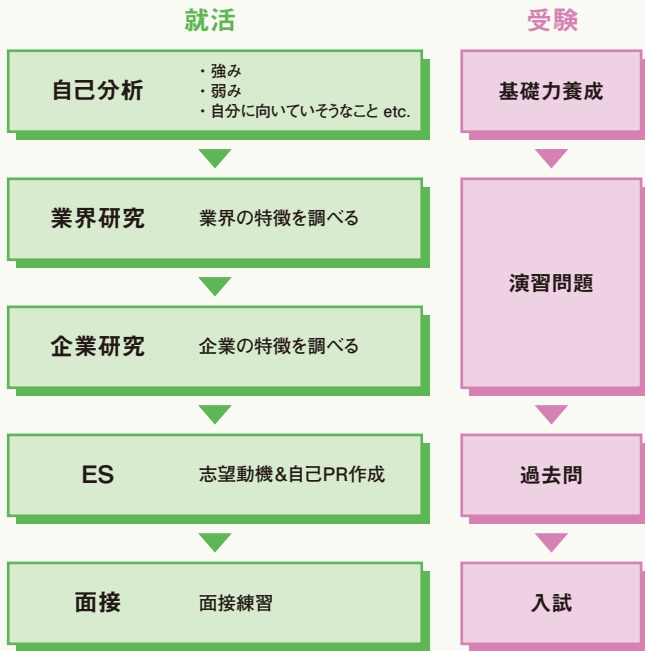 就活
自己分析
・強み
・弱み
・自分に向いていそうなこと etc.
業界研究
業界の特徴を調べる
企業研究
企業の特徴を調べる
ES
志望動機&自己PR作成
面接
面接練習
受験
基礎力養成
演習問題
過去問
入試